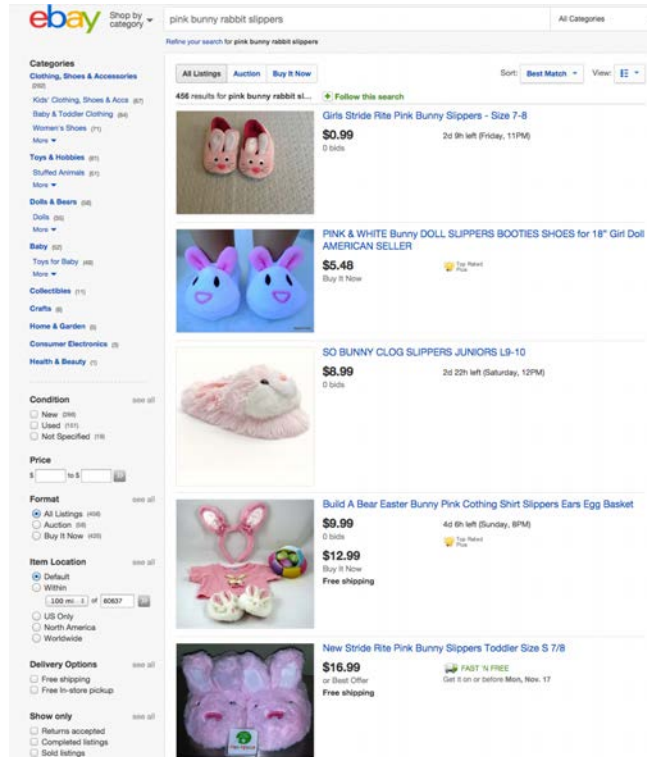 ebay
Shop by category
pink bunny rabbit slippers
All Categories
Refine your search for pink bunny rabbit slippers
Categories
Clothing, Shoes & Accessories
Kids' Clothing, Shoes & Accs (87)
Baby & Toddler Clothing (84)
Women's Shoes (71)
More
Toys & Hobbies
Stuffed Animals
More
Dolls & Bears
Dolls
More
Baby
Toys for Baby
More
Collectibles (11)
Crafts
Home & Garden
Consumer Electronics
Health & Beauty
Condition
see all
New
Used
Not Specified
Price
$ to $
Format
see all
All Listings
Auction
Buy It Now
Item Location
see all
Default
Within
100 mi of 60637
US Only
North America
Worldwide
Delivery Options
see all
Free shipping
Free In-store pickup
Show only
see all
Returns accepted
Completed listings
Sold listings
All Listings Auction Buy It Now
Sort: Best Match View:
456 results for pink bunny rabbit sl... Follow this search
Girls Stride Rite Pink Bunny Slippers - Size 7-8
$0.99 2d 9h left (Friday, 11PM)
0 bids
PINK & WHITE Bunny DOLL SLIPPERS BOOTIES SHOES for 18" Girl Doll
AMERICAN SELLER
$5.48 Top Rated Plus
Buy It Now
SO BUNNY CLOG SLIPPERS JUNIORS L9-10
$8.99 2d 22h left (Saturday, 12PM)
0 bids
Build A Bear Easter Bunny Pink Cothing Shirt Slippers Ears Egg Basket
$9.99 4d 6h left (Sunday, 8PM)
0 bids Top Rated Plus
$12.99
Buy It Now
Free shipping
New Stride Rite Pink Bunny Slippers Toddler Size S 7/8
$16.99 FAST 'N FREE
or Best Offer Get it on or before Mon, Nov. 17
Free shipping